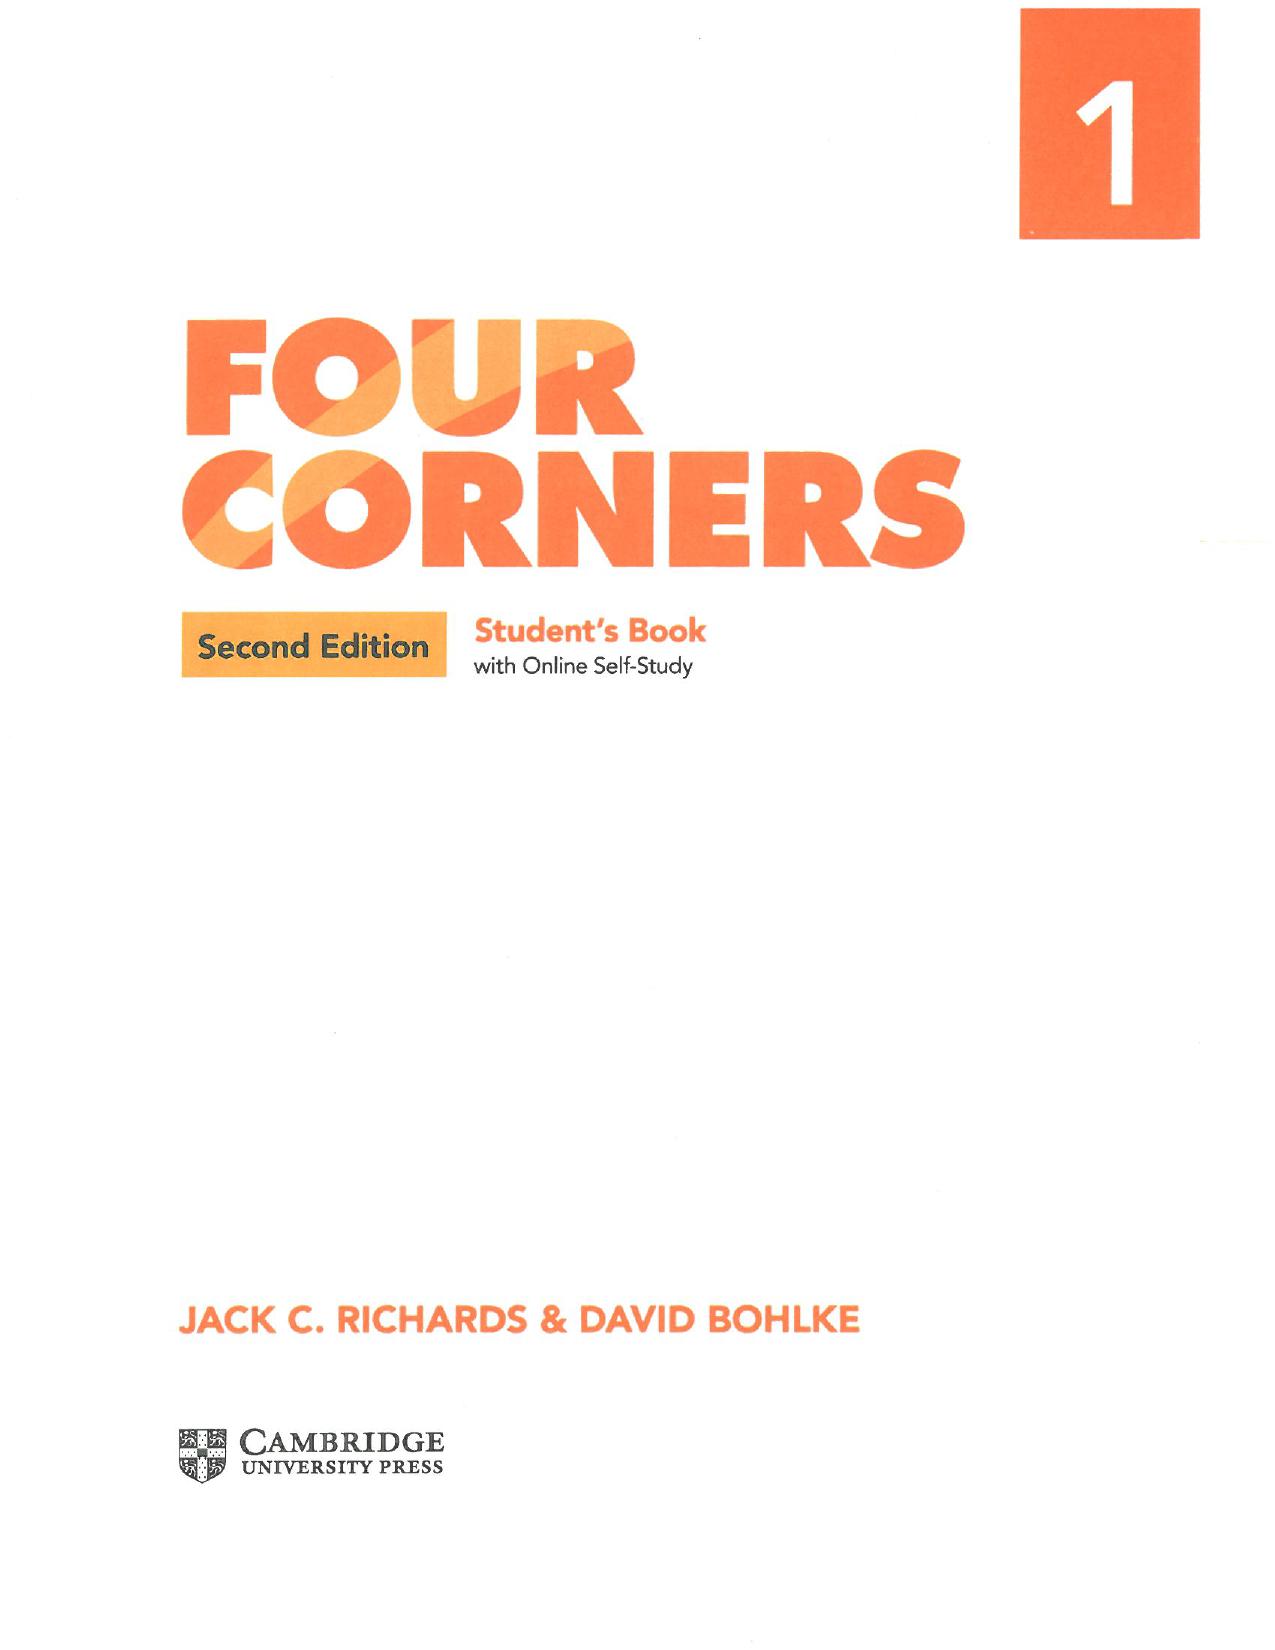 1
FOUR
CORNERS
Second Edition
Student's Book
with Online Self-Study
JACK C. RICHARDS & DAVID BOHLKE
CAMBRIDGE
UNIVERSITY PRESS